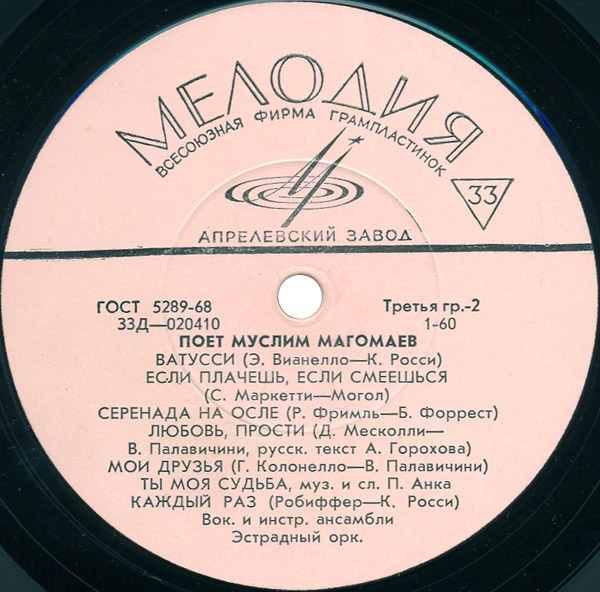 МЕЛОДИЯ
ВСЕСОЮЗНАЯ ФИРМА ГРАМПЛАСТИНОК
33
АПРЕЛЕВСКИЙ ЗАВОД
ГОСТ 5289-68 Третья гр.-2
33Д—020410 1-60
ПОЕТ МУСЛИМ МАГОМАЕВ
ВАТУССИ (Э. Вианелло—К. Росси)
ЕСЛИ ПЛАЧЕШЬ, ЕСЛИ СМЕЕШЬСЯ
(С. Маркетти—Могол)
СЕРЕНАДА НА ОСЛЕ (Р. Фримль—Б. Форрест)
ЛЮБОВЬ, ПРОСТИ (Д. Месколли—
В. Палавичини, русск. текст А. Горохова)
МОИ ДРУЗЬЯ (Г. Колонелло—В. Палавичини)
ТЫ МОЯ СУДЬБА, муз. и сл. П. Анка
КАЖДЫЙ РАЗ (Робиффер—К. Росси)
Вок. и инстр. ансамбли
Эстрадный орк.